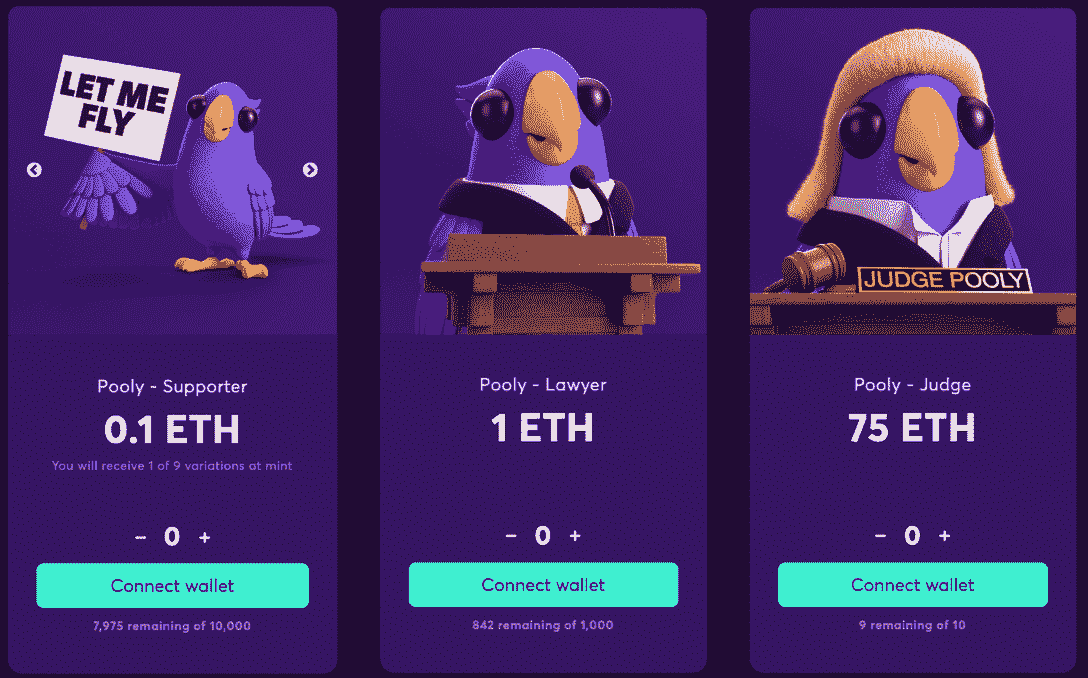 LET ME
FLY
Pooly - Supporter
0.1 ETH
You will receive 1 of 9 variations at mint
- 0 +
Connect wallet
7,975 remaining of 10,000
Pooly - Lawyer
1 ETH
- 0 +
Connect wallet
842 remaining of 1,000
JUDGE POOLY
Pooly - Judge
75 ETH
- 0 +
Connect wallet
9 remaining of 10